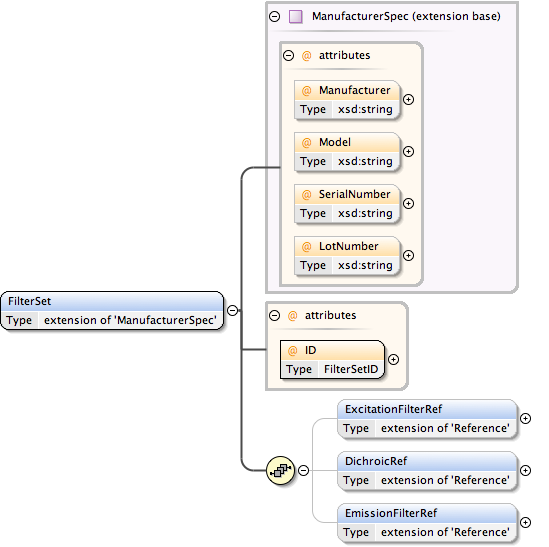 ManufacturerSpec (extension base)
@ attributes
@ Manufacturer
Type xsd:string
@ Model
Type xsd:string
@ SerialNumber
Type xsd:string
@ LotNumber
Type xsd:string
FilterSet
Type extension of 'ManufacturerSpec'
@ attributes
@ ID
Type FilterSetID
ExcitationFilterRef
Type extension of 'Reference'
DichroicRef
Type extension of 'Reference'
EmissionFilterRef
Type extension of 'Reference'